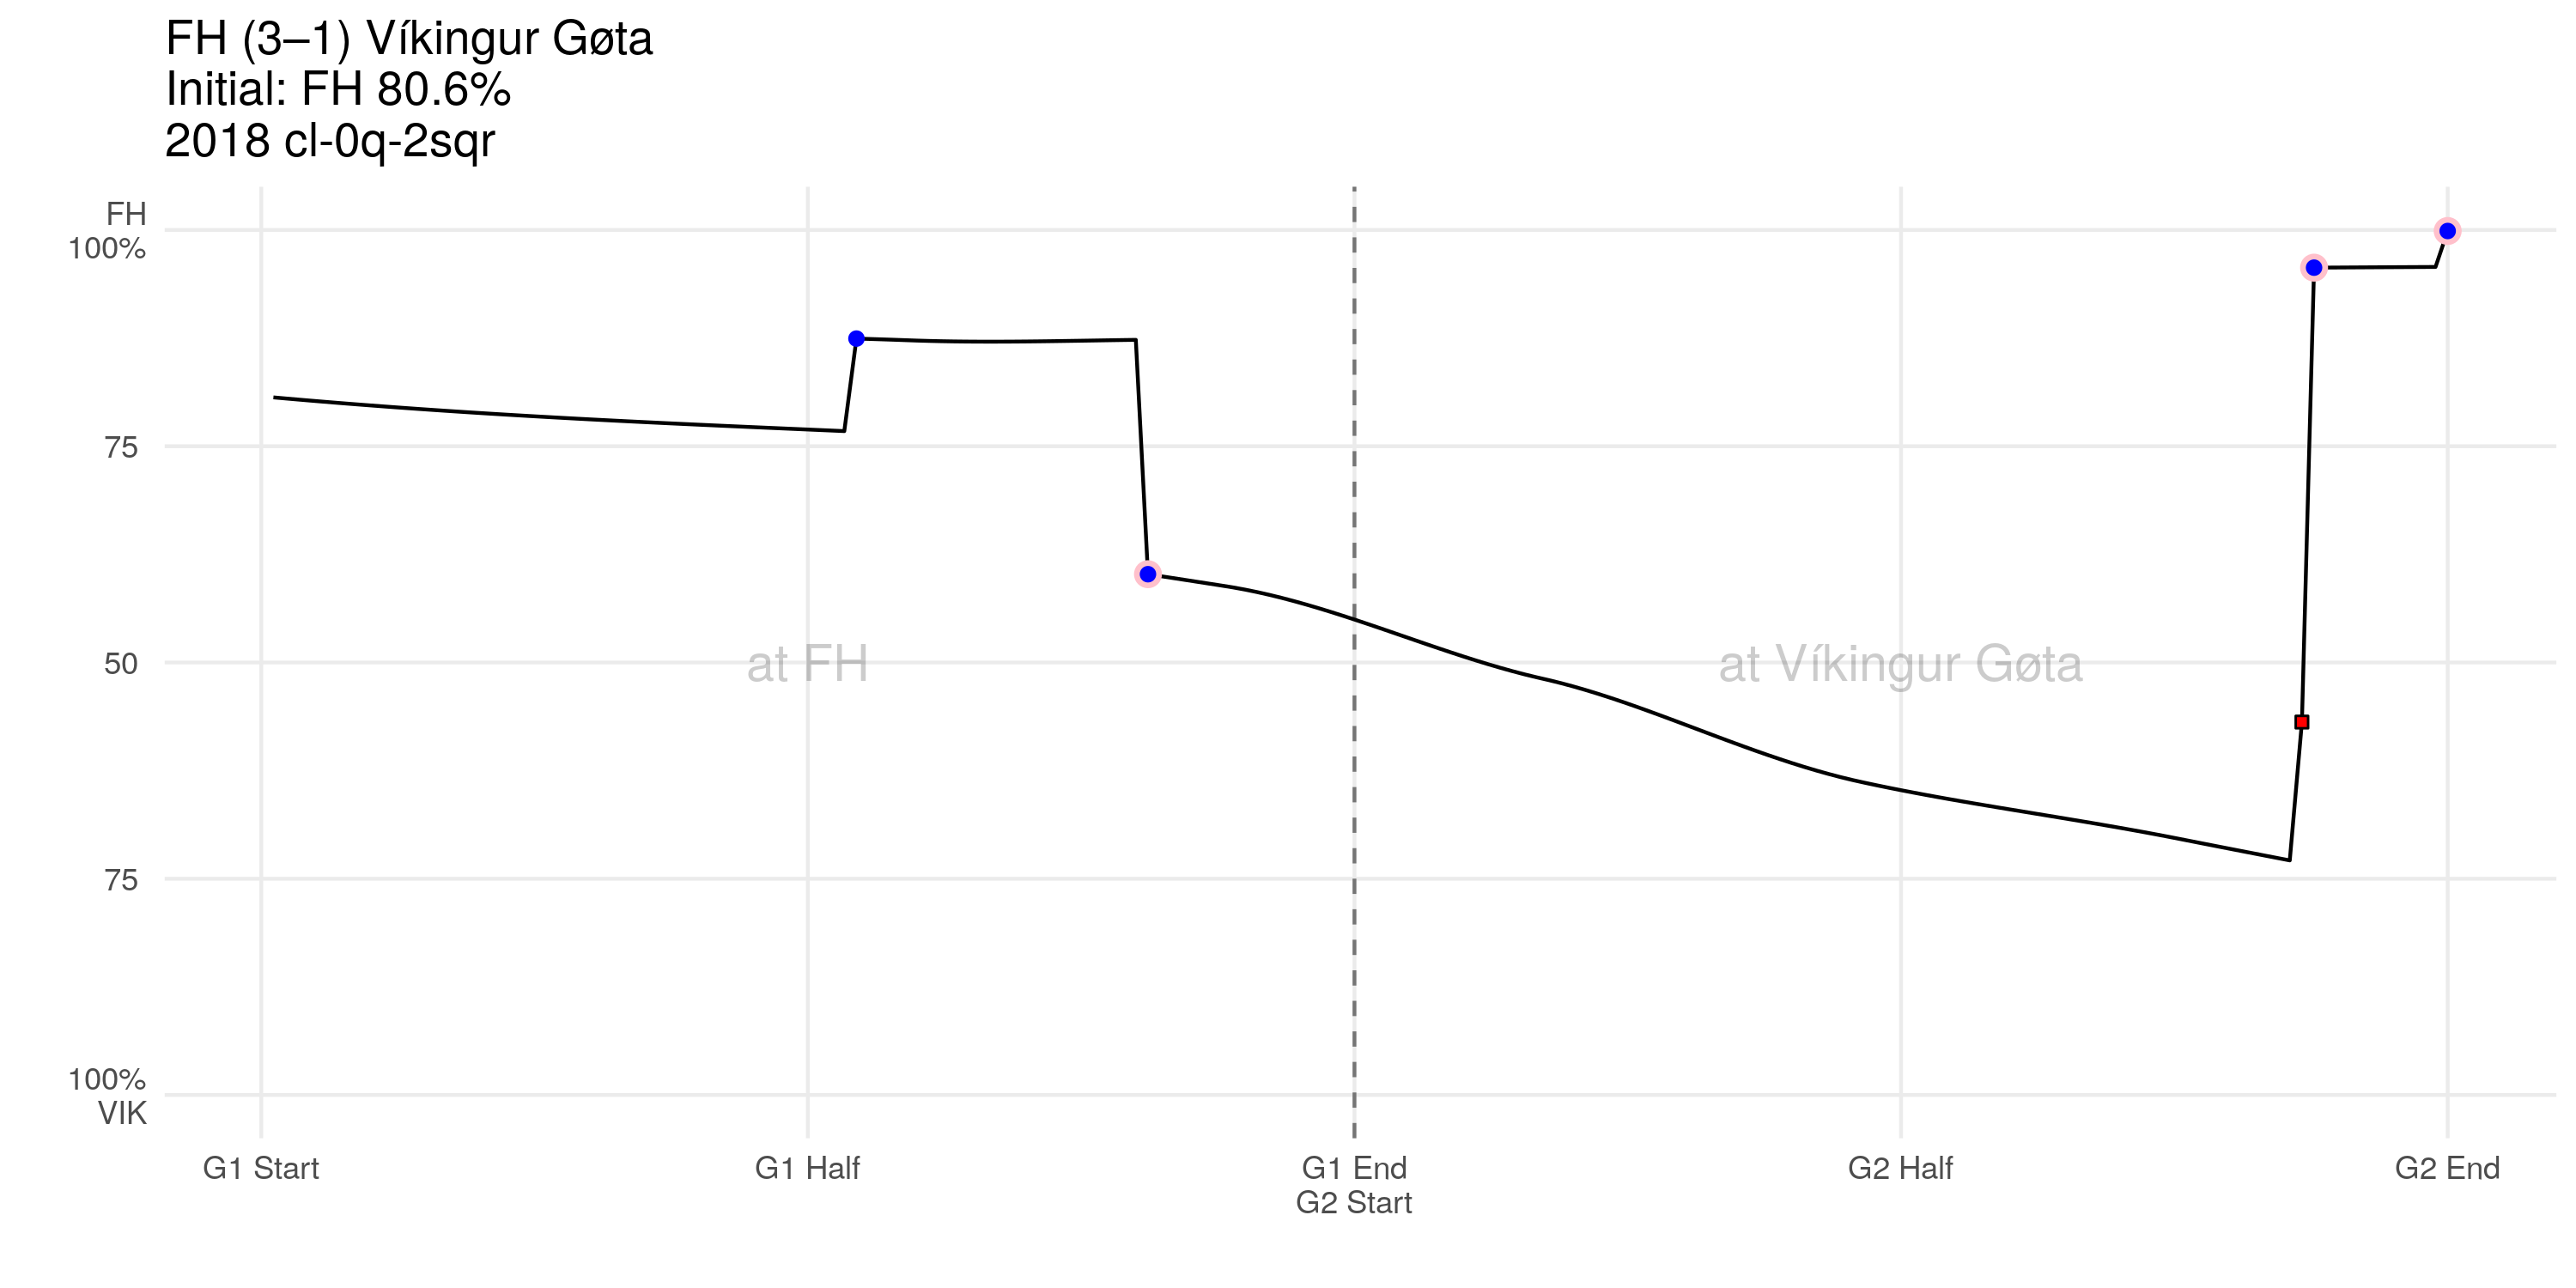 FH (3–1) Víkingur Gøta
Initial: FH 80.6%
2018 cl-0q-2sqr
FH
100%
75
50
75
100%
VIK
at FH
at Víkingur Gøta
G1 Start
G1 Half
G1 End
G2 Start
G2 Half
G2 End